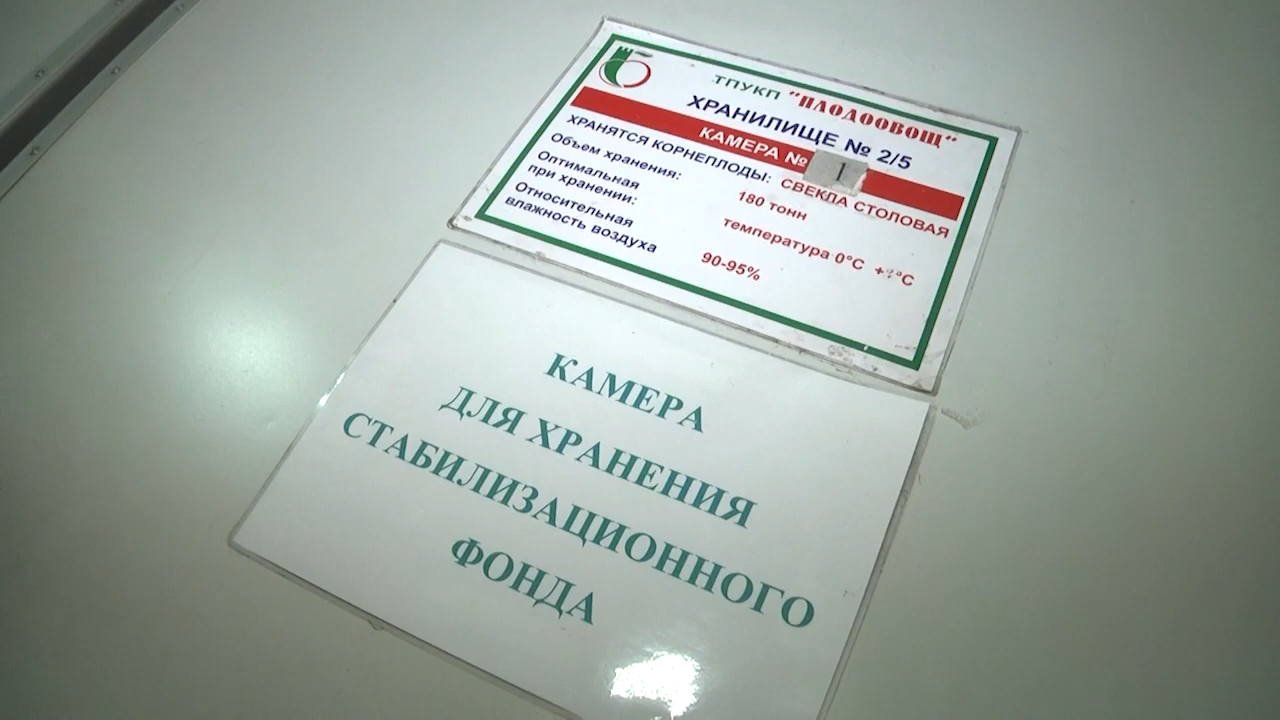 ТПУКП "ПЛОДООВОЩ"
ХРАНИЛИЩЕ № 2/5
КАМЕРА № 1
ХРАНЯТСЯ КОРНЕПЛОДЫ: СВЕКЛА СТОЛОВАЯ
Объем хранения: 180 тонн
Оптимальная
при хранении: температура 0°С
Относительная
влажность воздуха 90-95%
КАМЕРА
ДЛЯ ХРАНЕНИЯ
СТАБИЛИЗАЦИОННОГО
ФОНДА